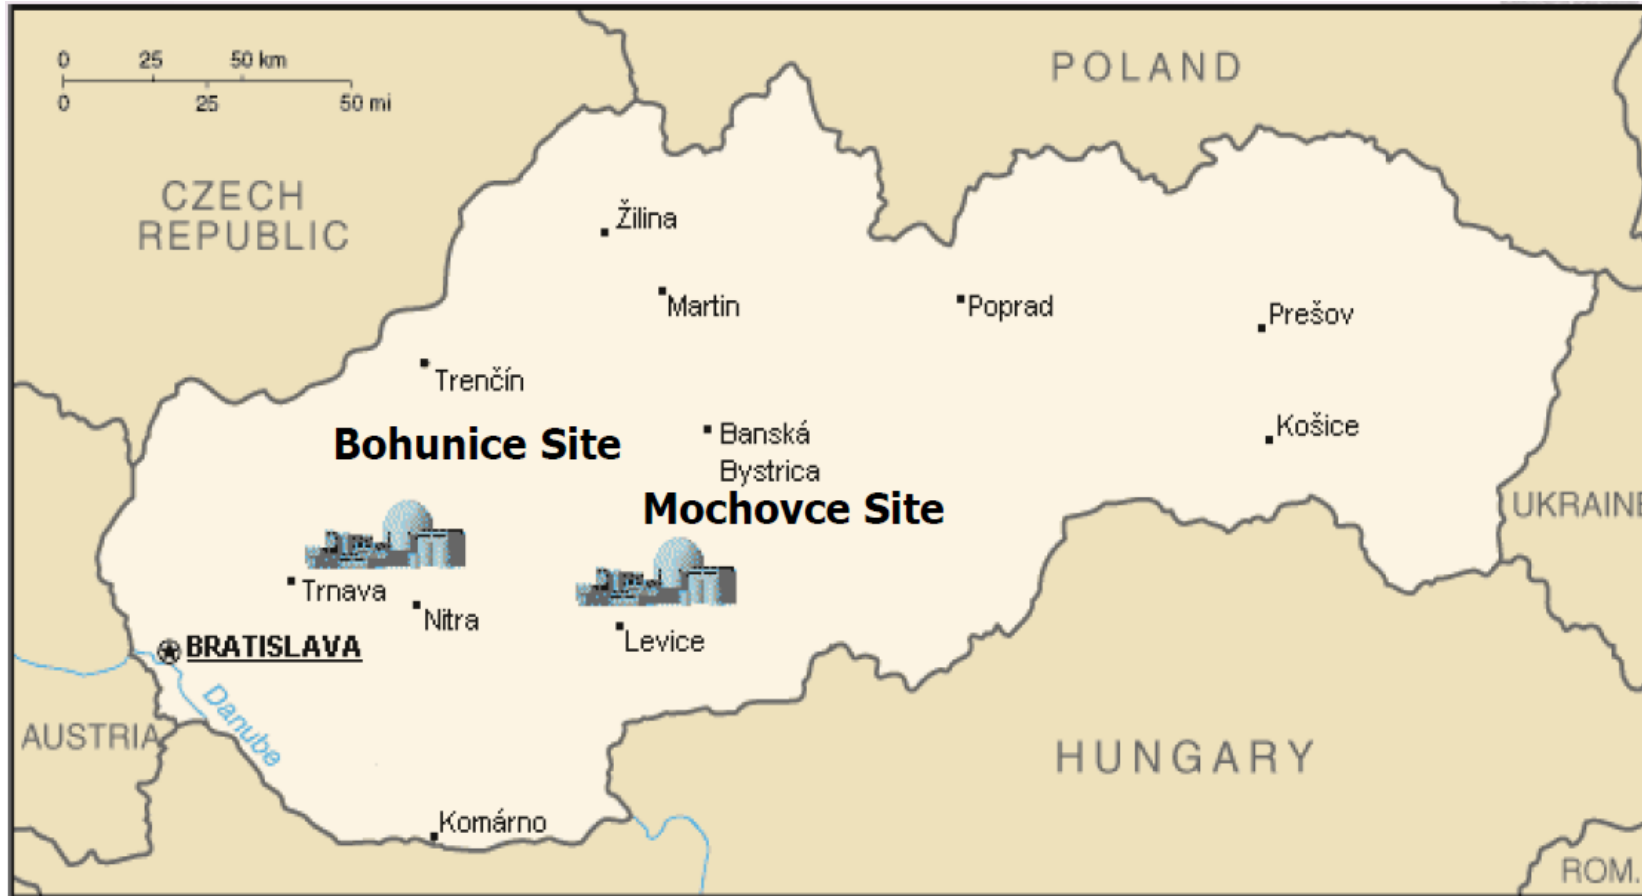 0 25 50 km
0 25 50 mi
POLAND
CZECH
REPUBLIC
Žilina
Martin
Poprad
Prešov
Trenčín
Košice
Banská
Bystrica
Bohunice Site
Mochovce Site
UKRAINE
Trnava
Nitra
Levice
BRATISLAVA
Danube
AUSTRIA
HUNGARY
Komárno
ROM.